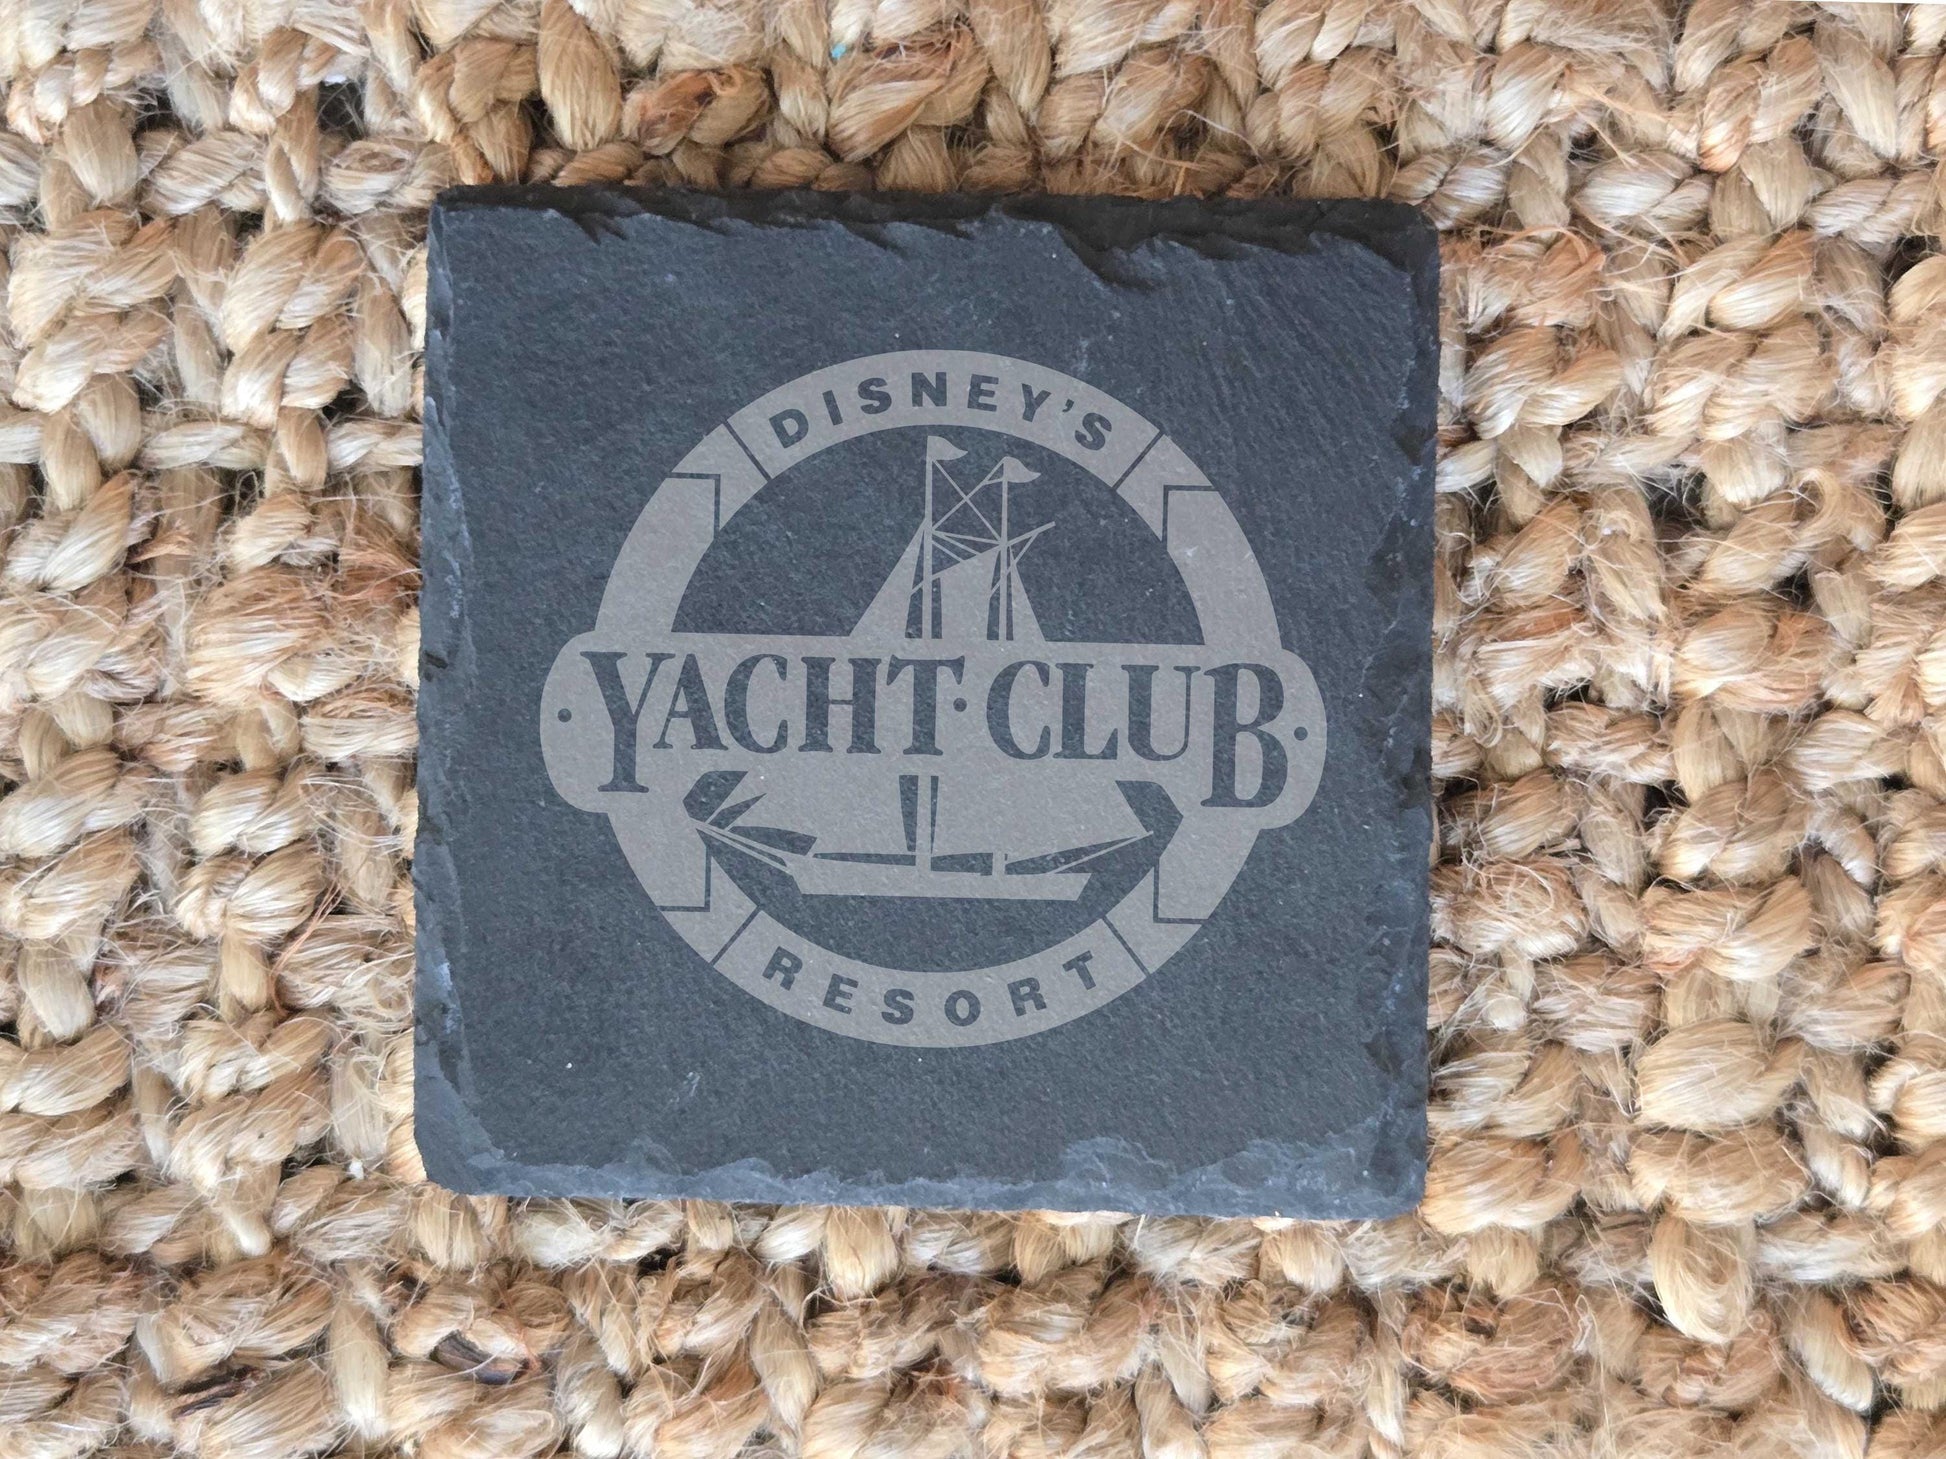 DISNEY'S
YACHT·CLUB
RESORT